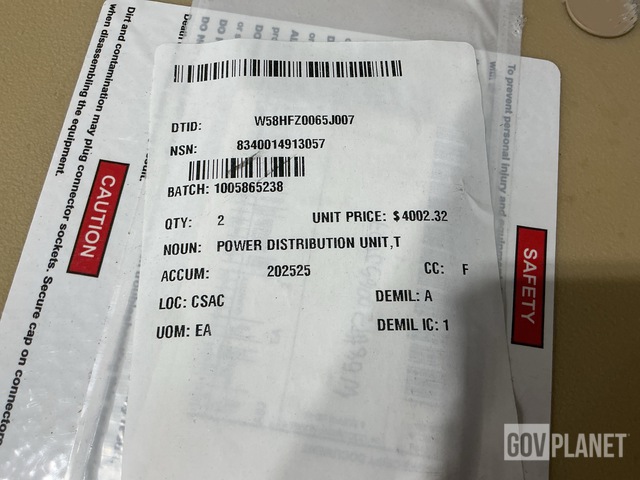 DTID: W58HFZ0065J007
NSN: 8340014913057
BATCH: 1005865238
QTY: 2 UNIT PRICE: $4002.32
NOUN: POWER DISTRIBUTION UNIT,T
ACCUM: 202525 CC: F
LOC: CSAC DEMIL: A
UOM: EA DEMIL IC: 1
CAUTION
Dirt and contamination may plug connector sockets. Secure cap on connectors
when disassembling the equipment.
SAFETY
To prevent personal injury and
GOVPLANET